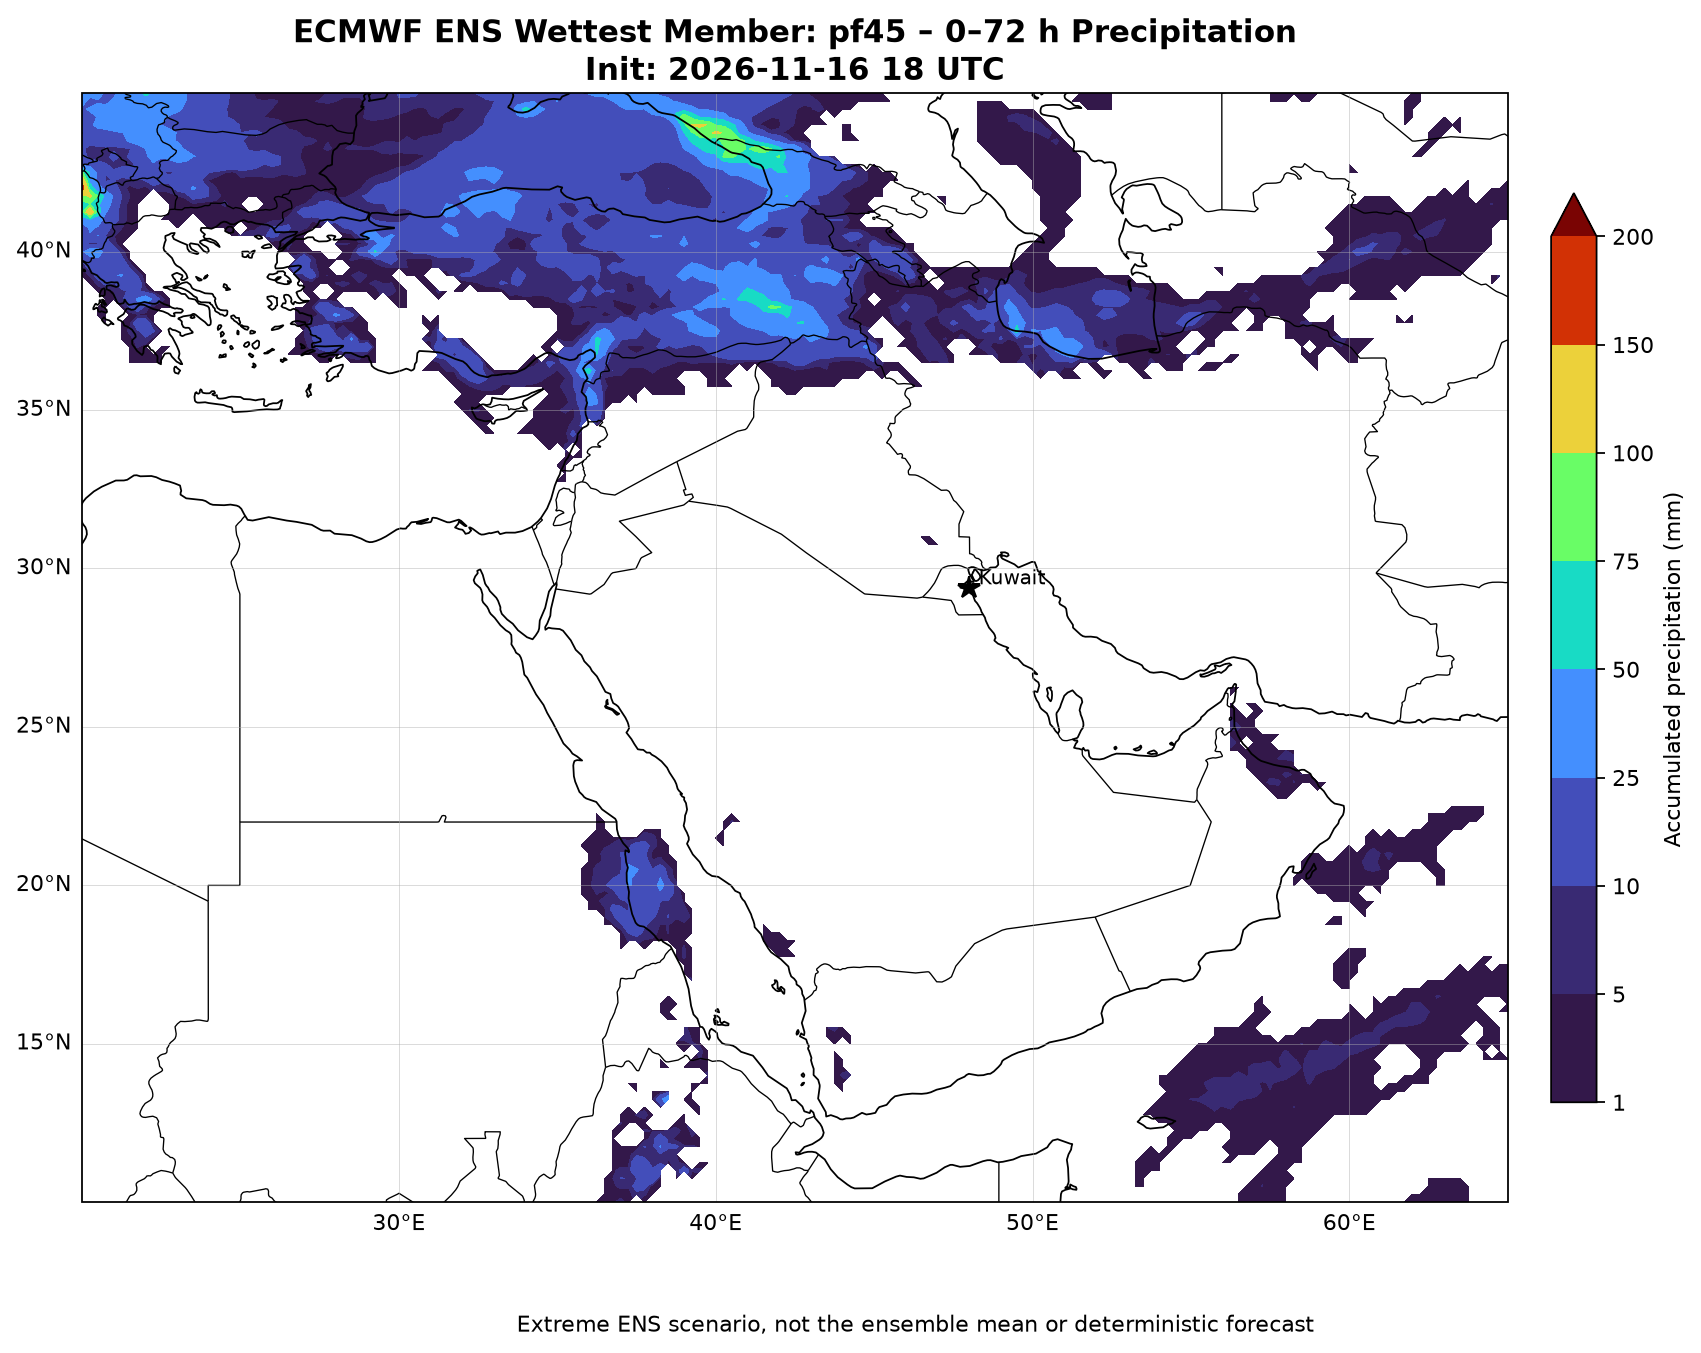 ECMWF ENS Wettest Member: pf45 – 0–72 h Precipitation
Init: 2026-11-16 18 UTC
40°N
35°N
30°N
25°N
20°N
15°N
30°E
40°E
50°E
60°E
Kuwait
200
150
100
75
50
25
10
5
1
Accumulated precipitation (mm)
Extreme ENS scenario, not the ensemble mean or deterministic forecast